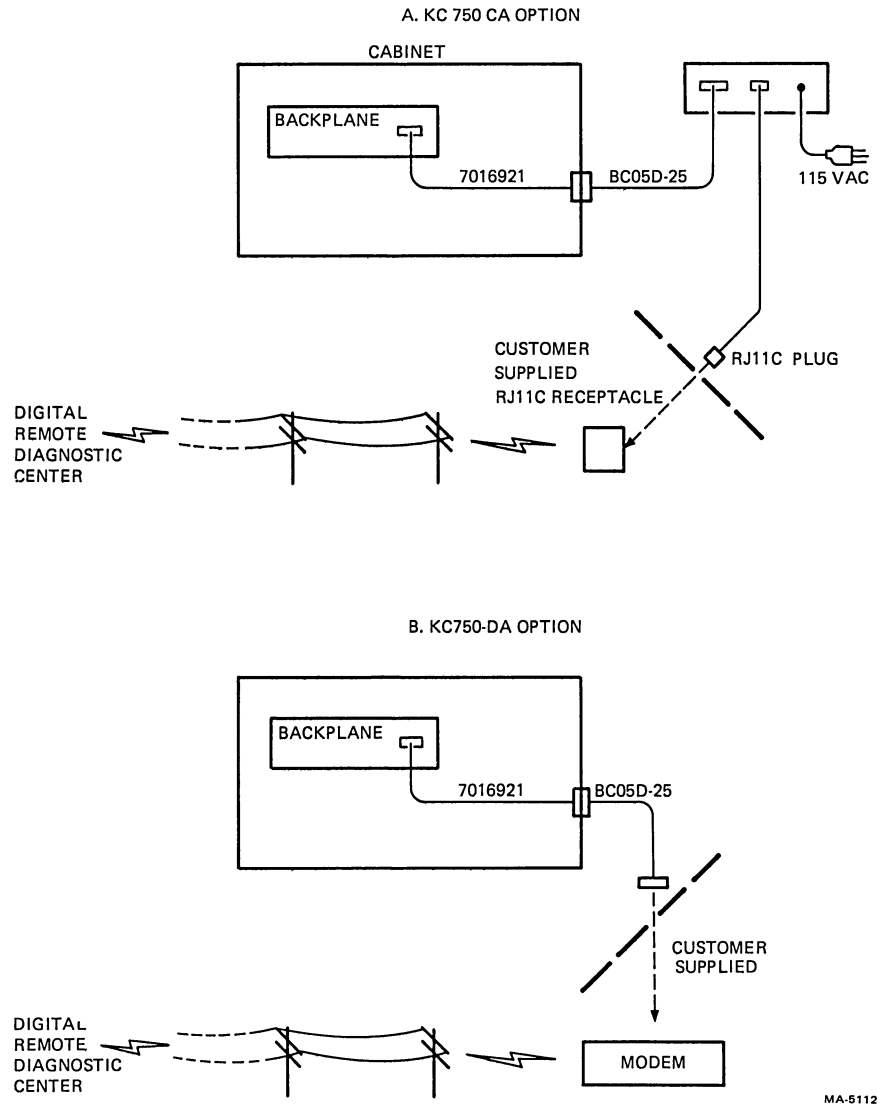 A. KC 750 CA OPTION
CABINET
BACKPLANE
7016921
BC05D-25
115 VAC
CUSTOMER
SUPPLIED
RJ11C RECEPTACLE
RJ11C PLUG
DIGITAL
REMOTE
DIAGNOSTIC
CENTER
B. KC750-DA OPTION
BACKPLANE
7016921
BC05D-25
CUSTOMER
SUPPLIED
DIGITAL
REMOTE
DIAGNOSTIC
CENTER
MODEM
MA-5112